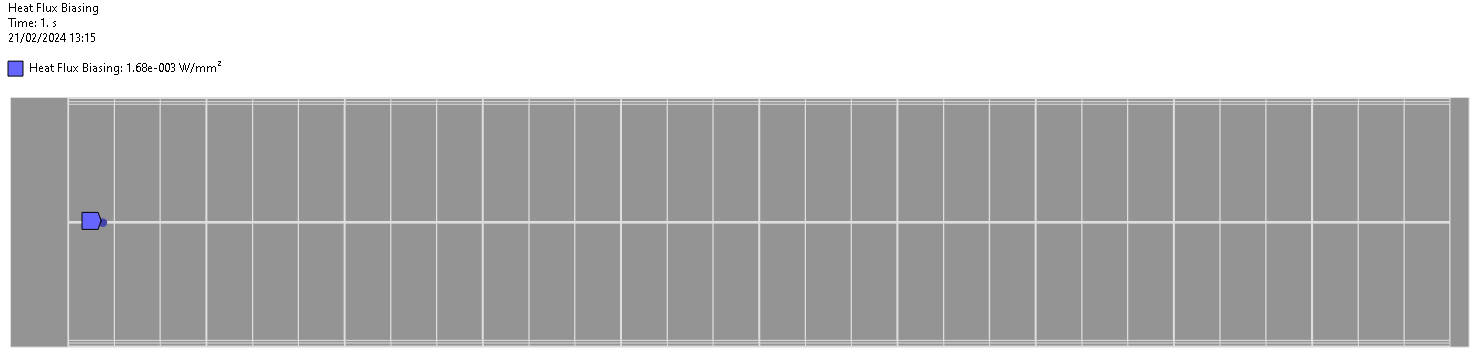 Heat Flux Biasing
Time: 1. s
21/02/2024 13:15
Heat Flux Biasing: 1.68e-003 W/mm²